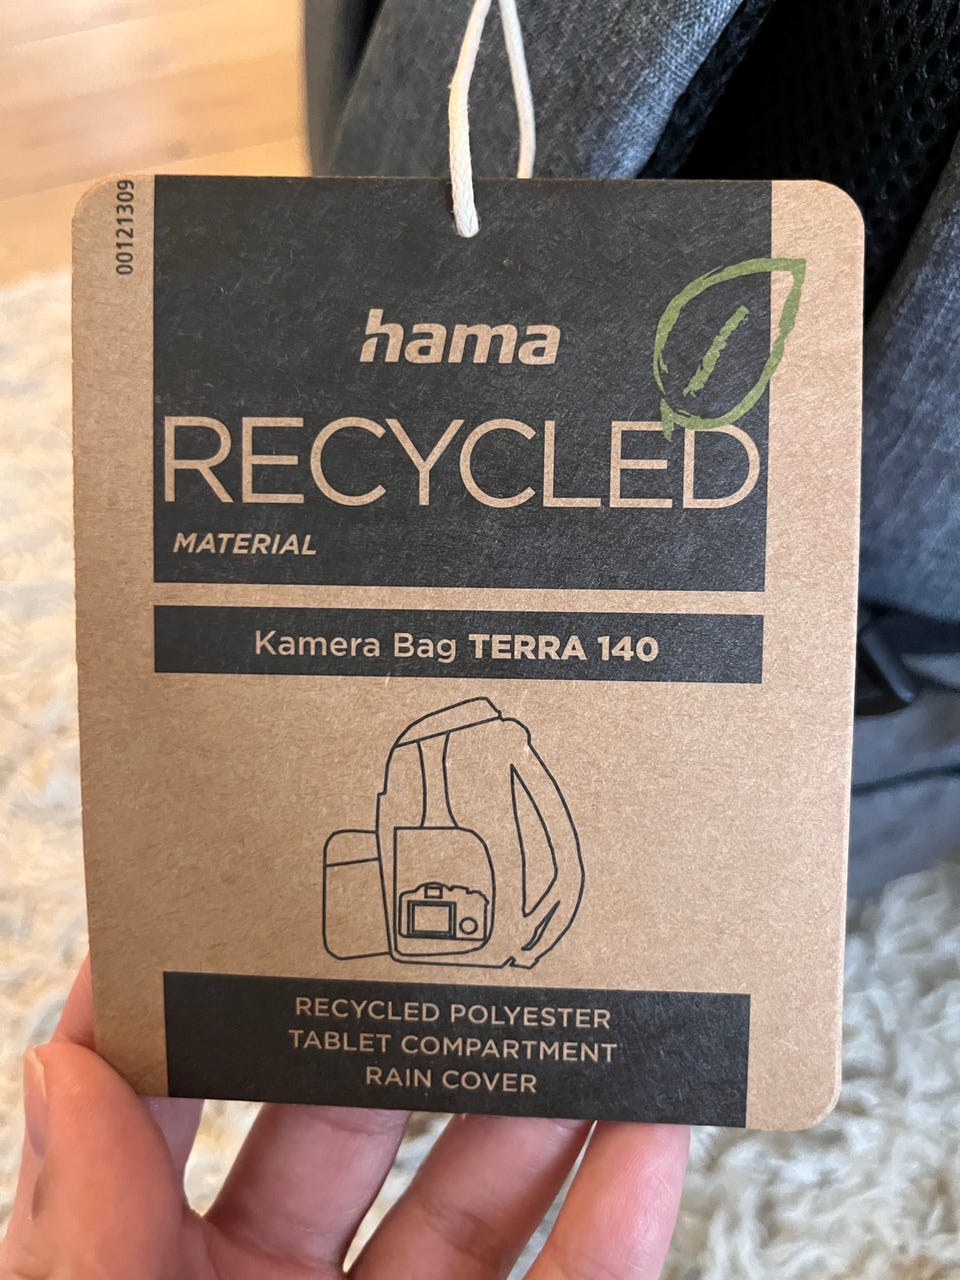 00121309
hama
RECYCLED
MATERIAL
Kamera Bag TERRA 140
RECYCLED POLYESTER
TABLET COMPARTMENT
RAIN COVER